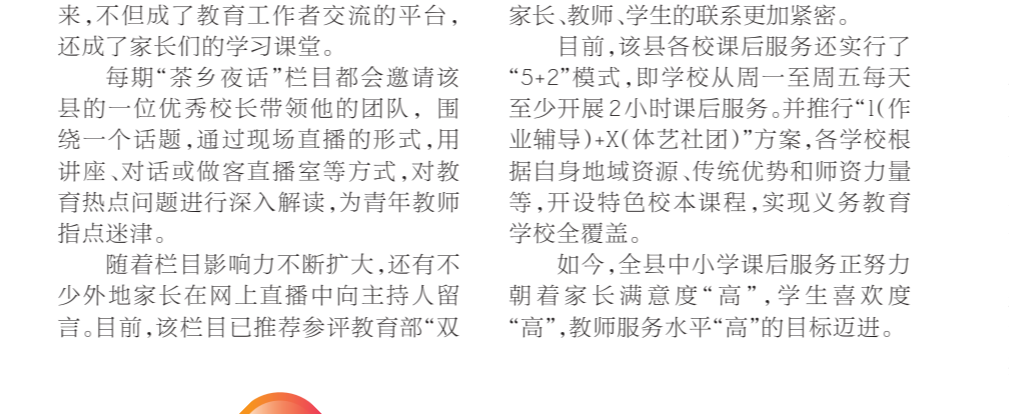 来,不但成了教育工作者交流的平台,
还成了家长们的学习课堂。
每期“茶乡夜话”栏目都会邀请该
县的一位优秀校长带领他的团队,围
绕一个话题,通过现场直播的形式,用
讲座、对话或做客直播室等方式,对教
育热点问题进行深入解读,为青年教师
指点迷津。
随着栏目影响力不断扩大,还有不
少外地家长在网上直播中向主持人留
言。目前,该栏目已推荐参评教育部“双
家长、教师、学生的联系更加紧密。
目前,该县各校课后服务还实行了
“5+2”模式,即学校从周一至周五每天
至少开展2小时课后服务。并推行“1(作
业辅导)+X(体艺社团)”方案,各学校根
据自身地域资源、传统优势和师资力量
等,开设特色校本课程,实现义务教育
学校全覆盖。
如今,全县中小学课后服务正努力
朝着家长满意度“高”,学生喜欢度
“高”,教师服务水平“高”的目标迈进。